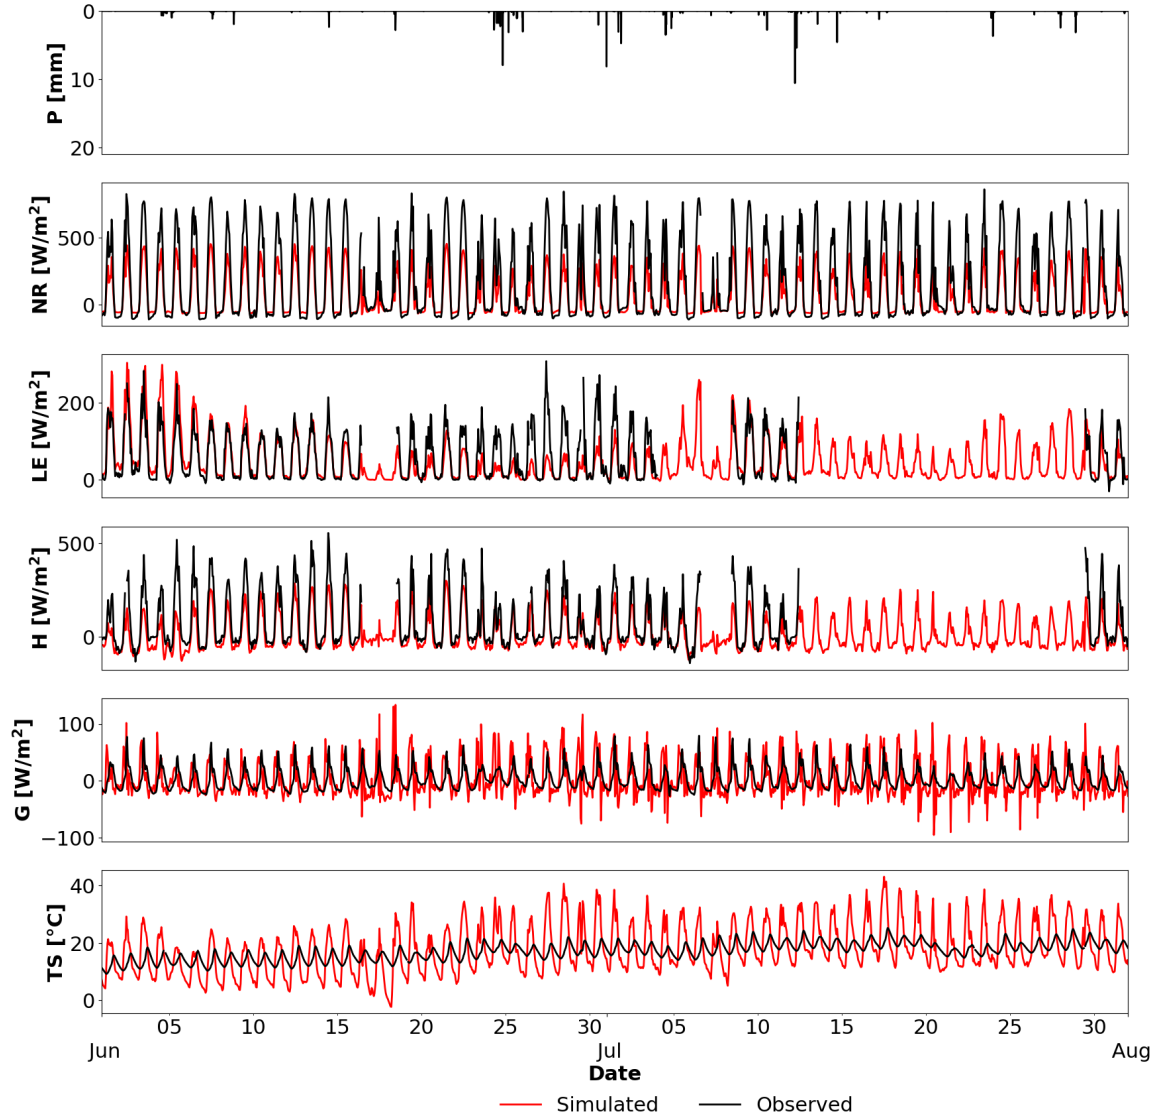 0
10
20
P [mm]
500
0
NR [W/m²]
200
0
LE [W/m²]
500
0
H [W/m²]
100
0
−100
G [W/m²]
40
20
0
TS [°C]
05 10 15 20 25 30 05 10 15 20 25 30
Jun Jul Aug
Date
Simulated Observed